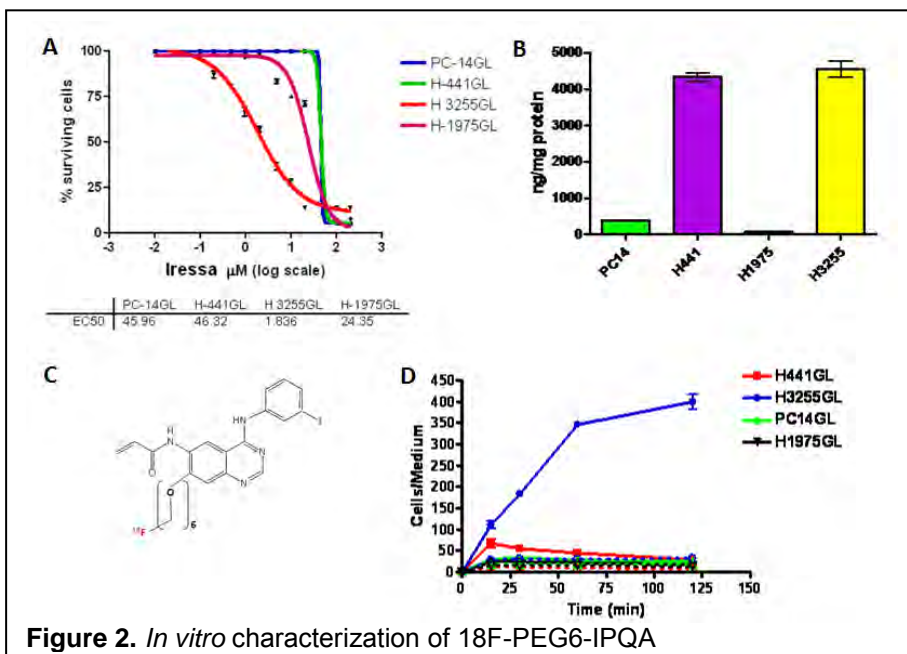 A
100
75
50
25
0
% surviving cells
-3 -2 -1 0 1 2 3
Iressa µM (log scale)
PC-14GL
H-441GL
H 3255GL
H-1975GL
PC-14GL H-441GL H 3255GL H-1975GL
EC50 45.96 46.32 1.836 24.35
B
5000
4000
3000
2000
1000
0
ng/mg protein
PC14 H441 H1975 H3255
C
HN
I
H
N
O
N
N
O
6
18F
D
450
400
350
300
250
200
150
100
50
0
Cells/Medium
0 25 50 75 100 125 150
Time (min)
H441GL
H3255GL
PC14GL
H1975GL
Figure 2. In vitro characterization of 18F-PEG6-IPQA